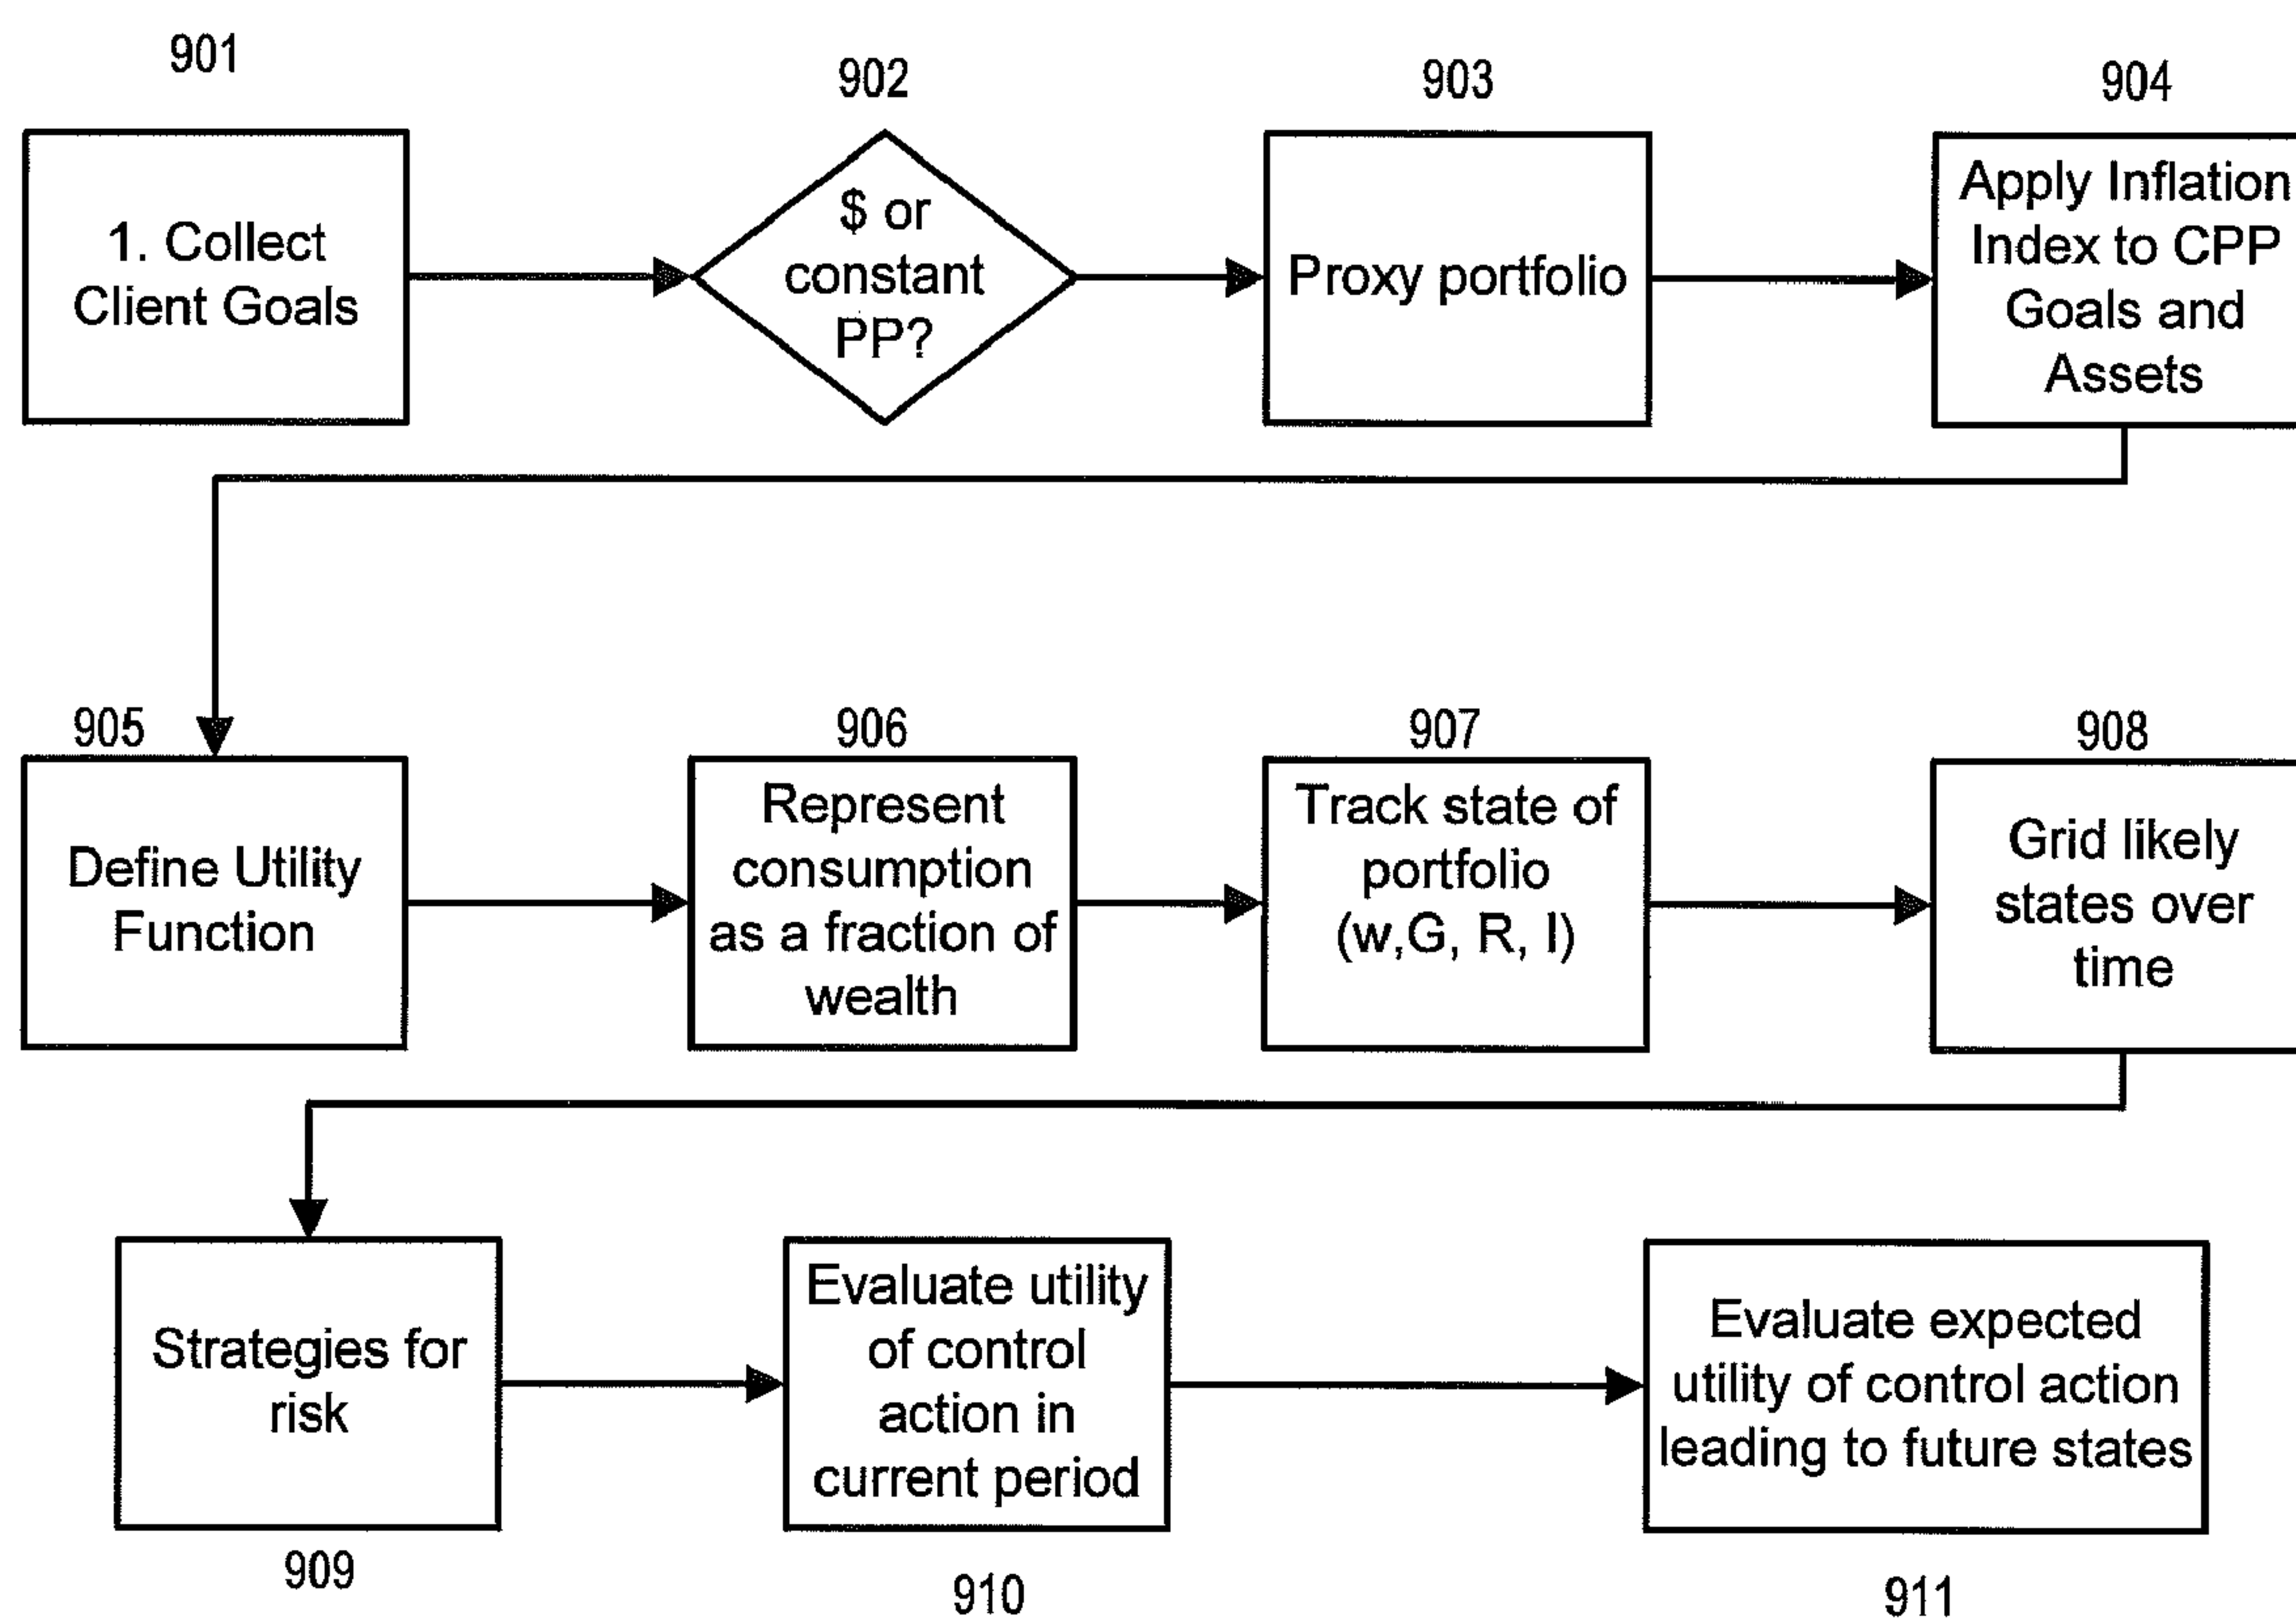 901
902
903
904
1. Collect
Client Goals
$ or
constant
PP?
Proxy portfolio
Apply Inflation
Index to CPP
Goals and
Assets
905
906
907
908
Define Utility
Function
Represent
consumption
as a fraction of
wealth
Track state of
portfolio
(w,G, R, I)
Grid likely
states over
time
Strategies for
risk
Evaluate utility
of control
action in
current period
Evaluate expected
utility of control action
leading to future states
909
910
911